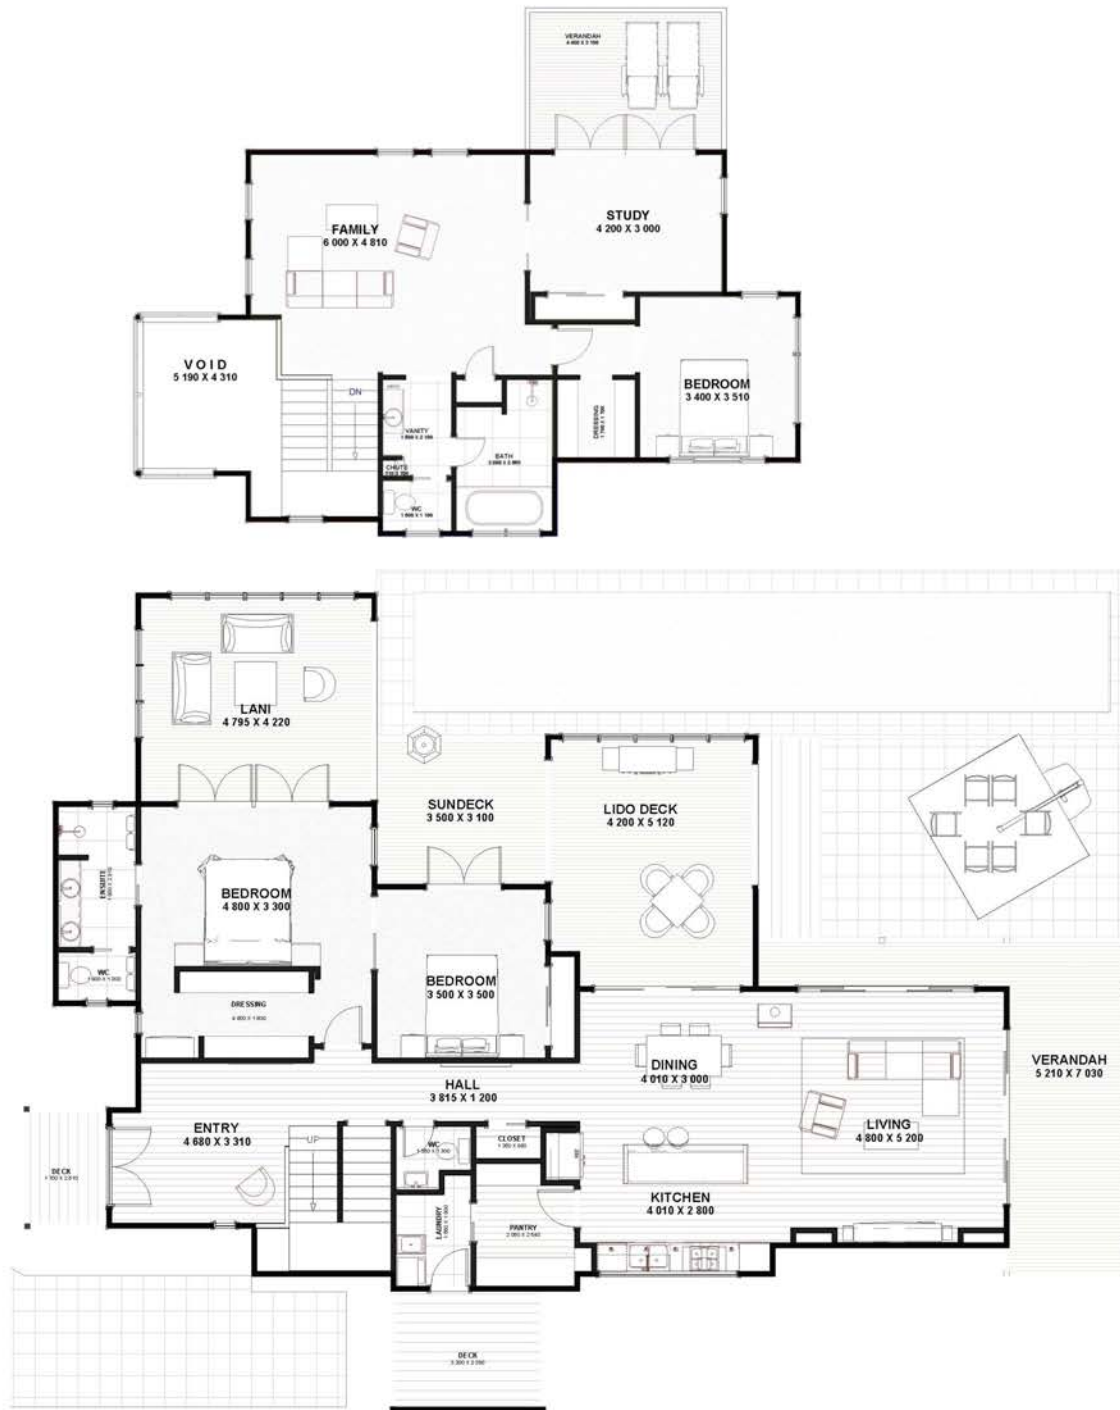 VERANDAH
4 400 X 3 100
STUDY
4 200 X 3 000
FAMILY
6 000 X 4 810
VOID
5 190 X 4 310
DN
BEDROOM
3 400 X 3 510
VANITY
DRESSING
BATH
CHUTE
WC
LANI
4 795 X 4 220
SUNDECK
3 500 X 3 100
LIDO DECK
4 200 X 5 120
BEDROOM
4 800 X 3 300
ENSUITE
WC
BEDROOM
3 500 X 3 500
DRESSING
DINING
4 010 X 3 000
VERANDAH
5 210 X 7 030
HALL
3 815 X 1 200
ENTRY
4 680 X 3 310
UP
WC
CLOSET
LIVING
4 800 X 5 200
DECK
KITCHEN
4 010 X 2 800
LAUNDRY
PANTRY
DECK